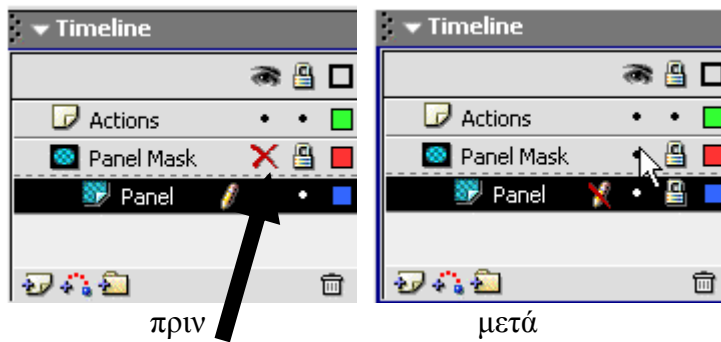 Timeline
Actions
Panel Mask
Panel
Timeline
Actions
Panel Mask
Panel
πριν
μετά